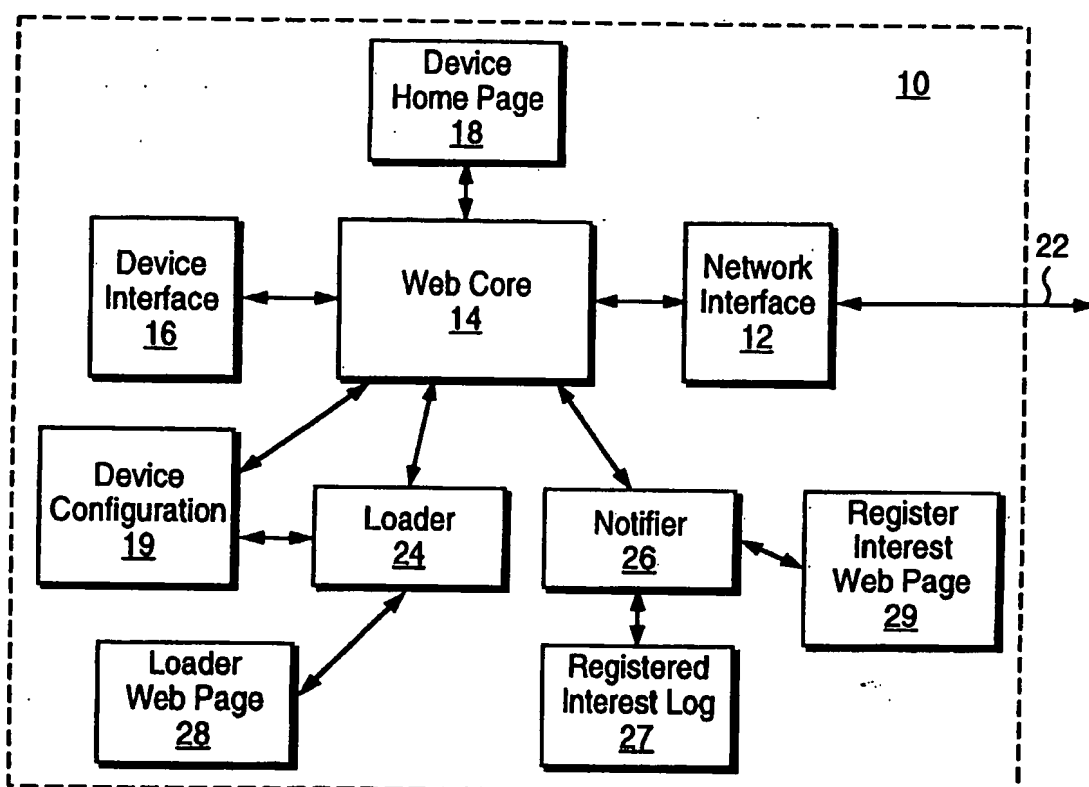 Device
Home Page
18
10
Device
Interface
16
Web Core
14
Network
Interface
12
22
Device
Configuration
19
Loader
24
Notifier
26
Register
Interest
Web Page
29
Loader
Web Page
28
Registered
Interest Log
27